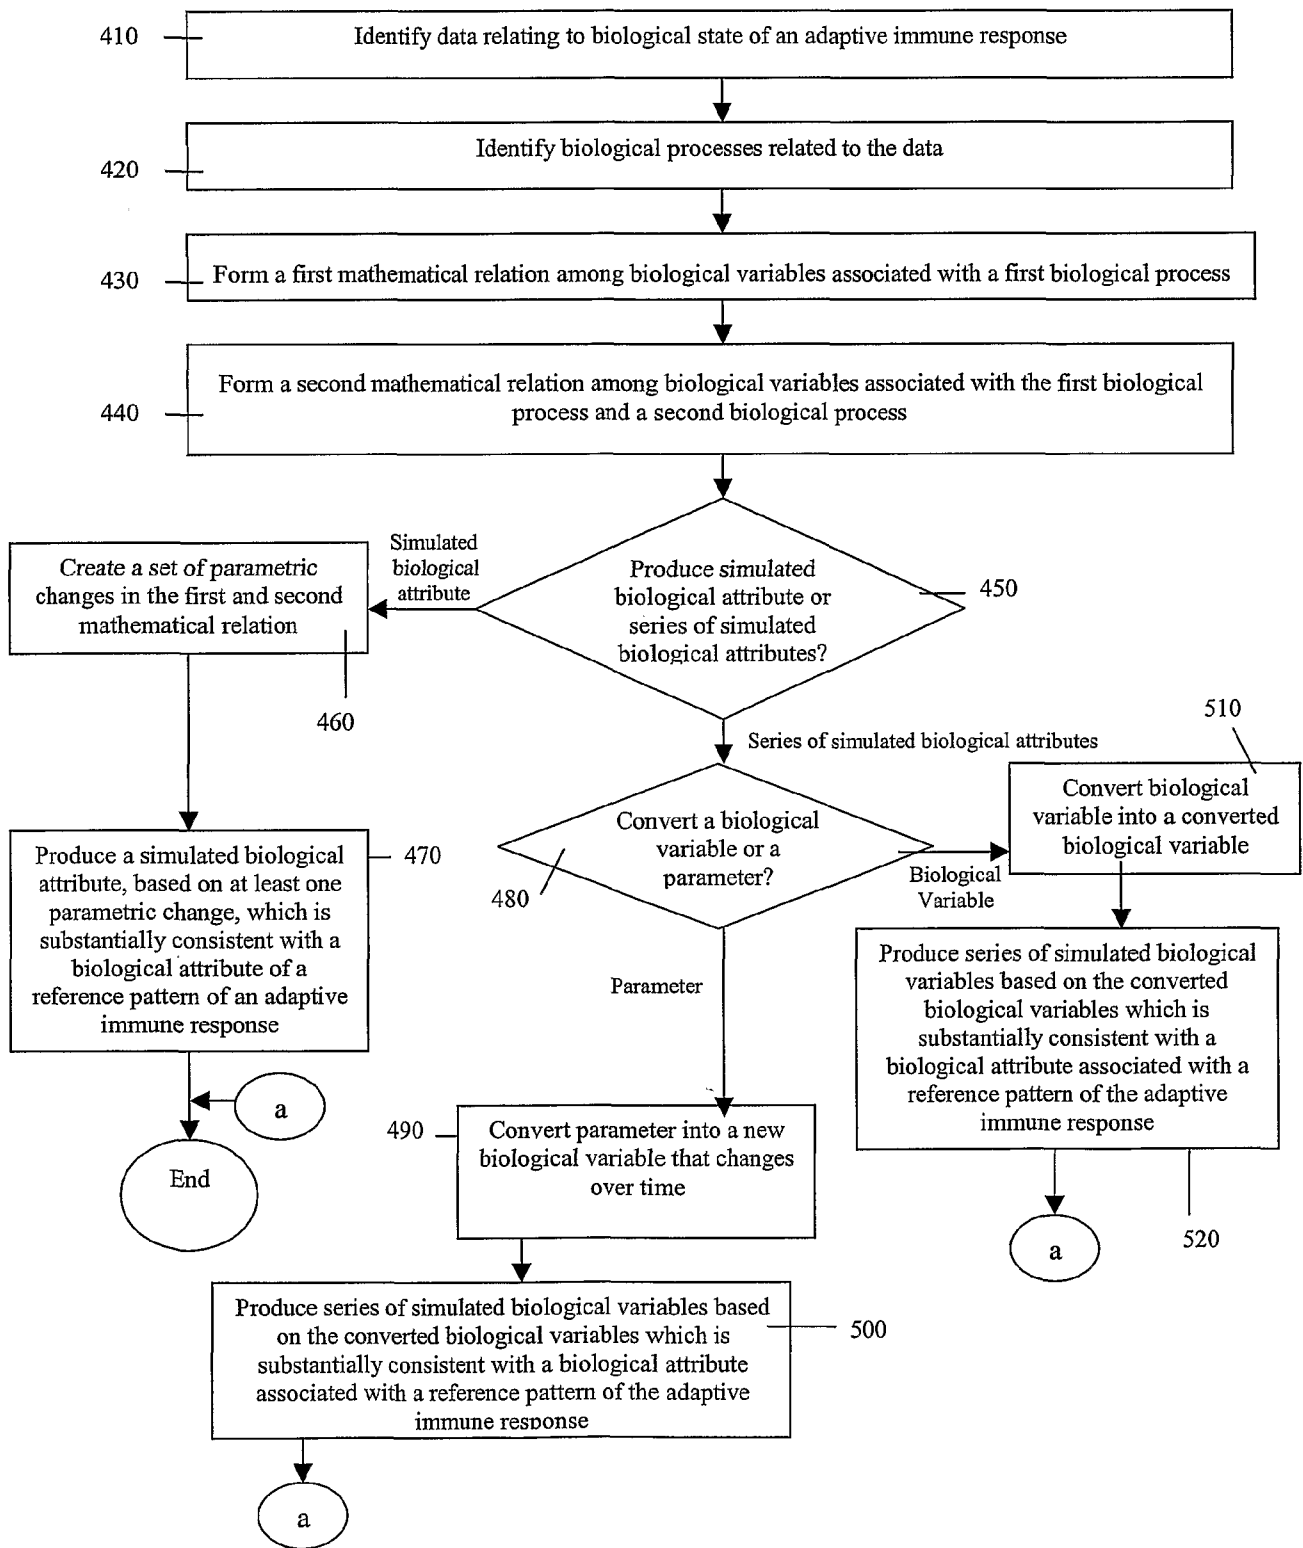 410
Identify data relating to biological state of an adaptive immune response
420
Identify biological processes related to the data
430
Form a first mathematical relation among biological variables associated with a first biological process
440
Form a second mathematical relation among biological variables associated with the first biological
process and a second biological process
Simulated
biological
attribute
Create a set of parametric
changes in the first and second
mathematical relation
460
Produce simulated
biological attribute or
series of simulated
biological attributes?
450
Series of simulated biological attributes
510
Convert biological
variable into a converted
biological variable
Convert a biological
variable or a
parameter?
480
Biological
Variable
Produce a simulated biological
attribute, based on at least one
parametric change, which is
substantially consistent with a
biological attribute of a
reference pattern of an adaptive
immune response
470
Parameter
Produce series of simulated biological
variables based on the converted
biological variables which is
substantially consistent with a
biological attribute associated with a
reference pattern of the adaptive
immune response
520
a
a
End
490
Convert parameter into a new
biological variable that changes
over time
Produce series of simulated biological variables based
on the converted biological variables which is
substantially consistent with a biological attribute
associated with a reference pattern of the adaptive
immune response
500
a